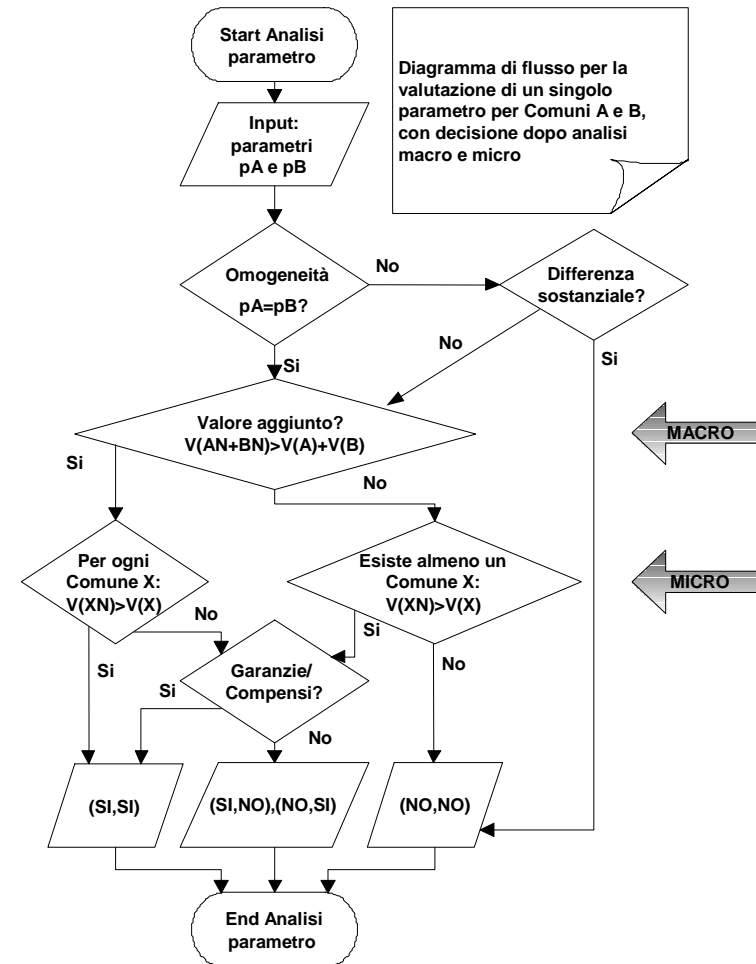 Start Analisi
parametro
Diagramma di flusso per la
valutazione di un singolo
parametro per Comuni A e B,
con decisione dopo analisi
macro e micro
Input:
parametri
pA e pB
Omogeneità
pA=pB?
No
Differenza
sostanziale?
No
Si
Si
Valore aggiunto?
V(AN+BN)>V(A)+V(B)
MACRO
Si
No
Per ogni
Comune X:
V(XN)>V(X)
Esiste almeno un
Comune X:
V(XN)>V(X)
MICRO
No
Si
Si
Garanzie/
Compensi?
No
Si
No
(SI,SI)
(SI,NO),(NO,SI)
(NO,NO)
End Analisi
parametro